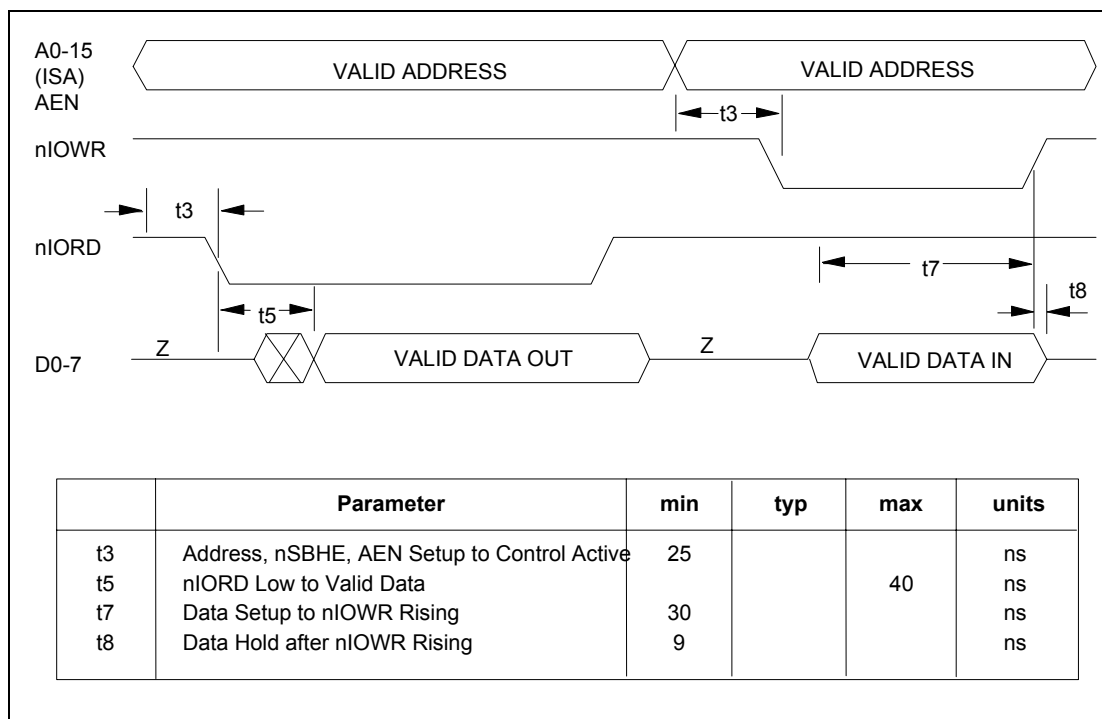 A0-15
(ISA)
AEN
VALID ADDRESS
VALID ADDRESS
t3
nIOWR
t3
nIORD
t7
t8
t5
Z
Z
D0-7
VALID DATA OUT
VALID DATA IN
Parameter min typ max units
t3 Address, nSBHE, AEN Setup to Control Active 25 ns
t5 nIORD Low to Valid Data 40 ns
t7 Data Setup to nIOWR Rising 30 ns
t8 Data Hold after nIOWR Rising 9 ns